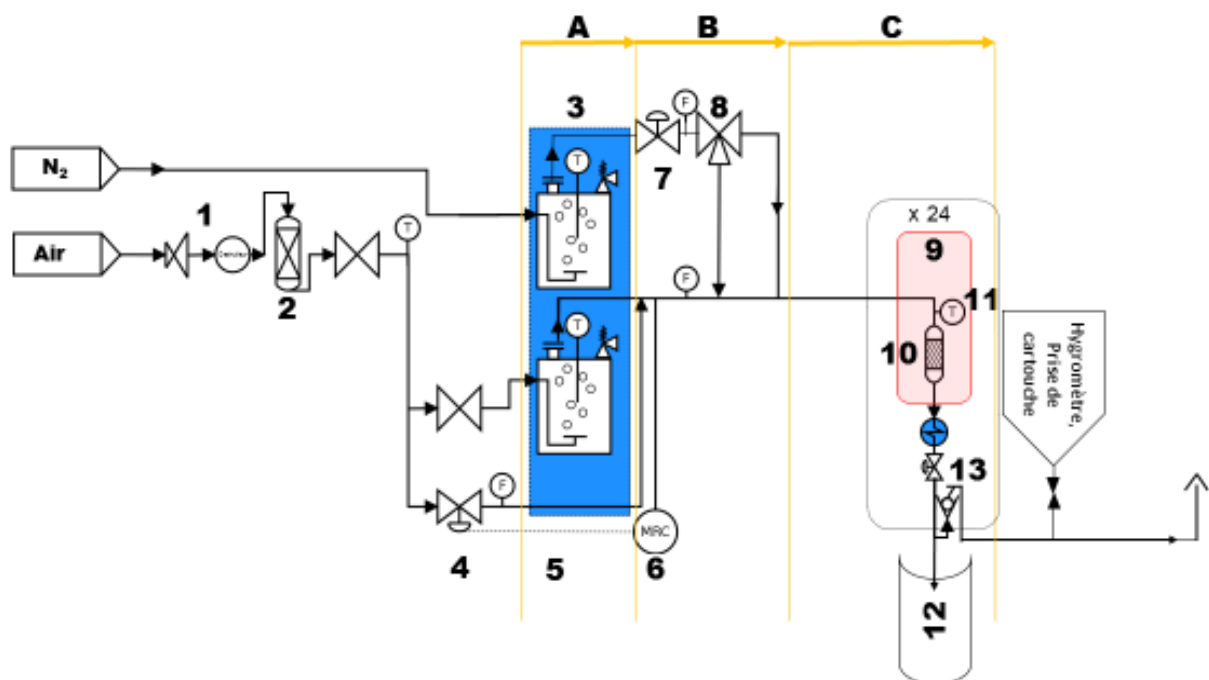 A
B
C
3
F
8
N₂
T
7
1
x 24
9
Air
T
2
F
11
T
T
10
Hygromètre,
Prise de
cartouche
13
F
MRC
4
5
6
12